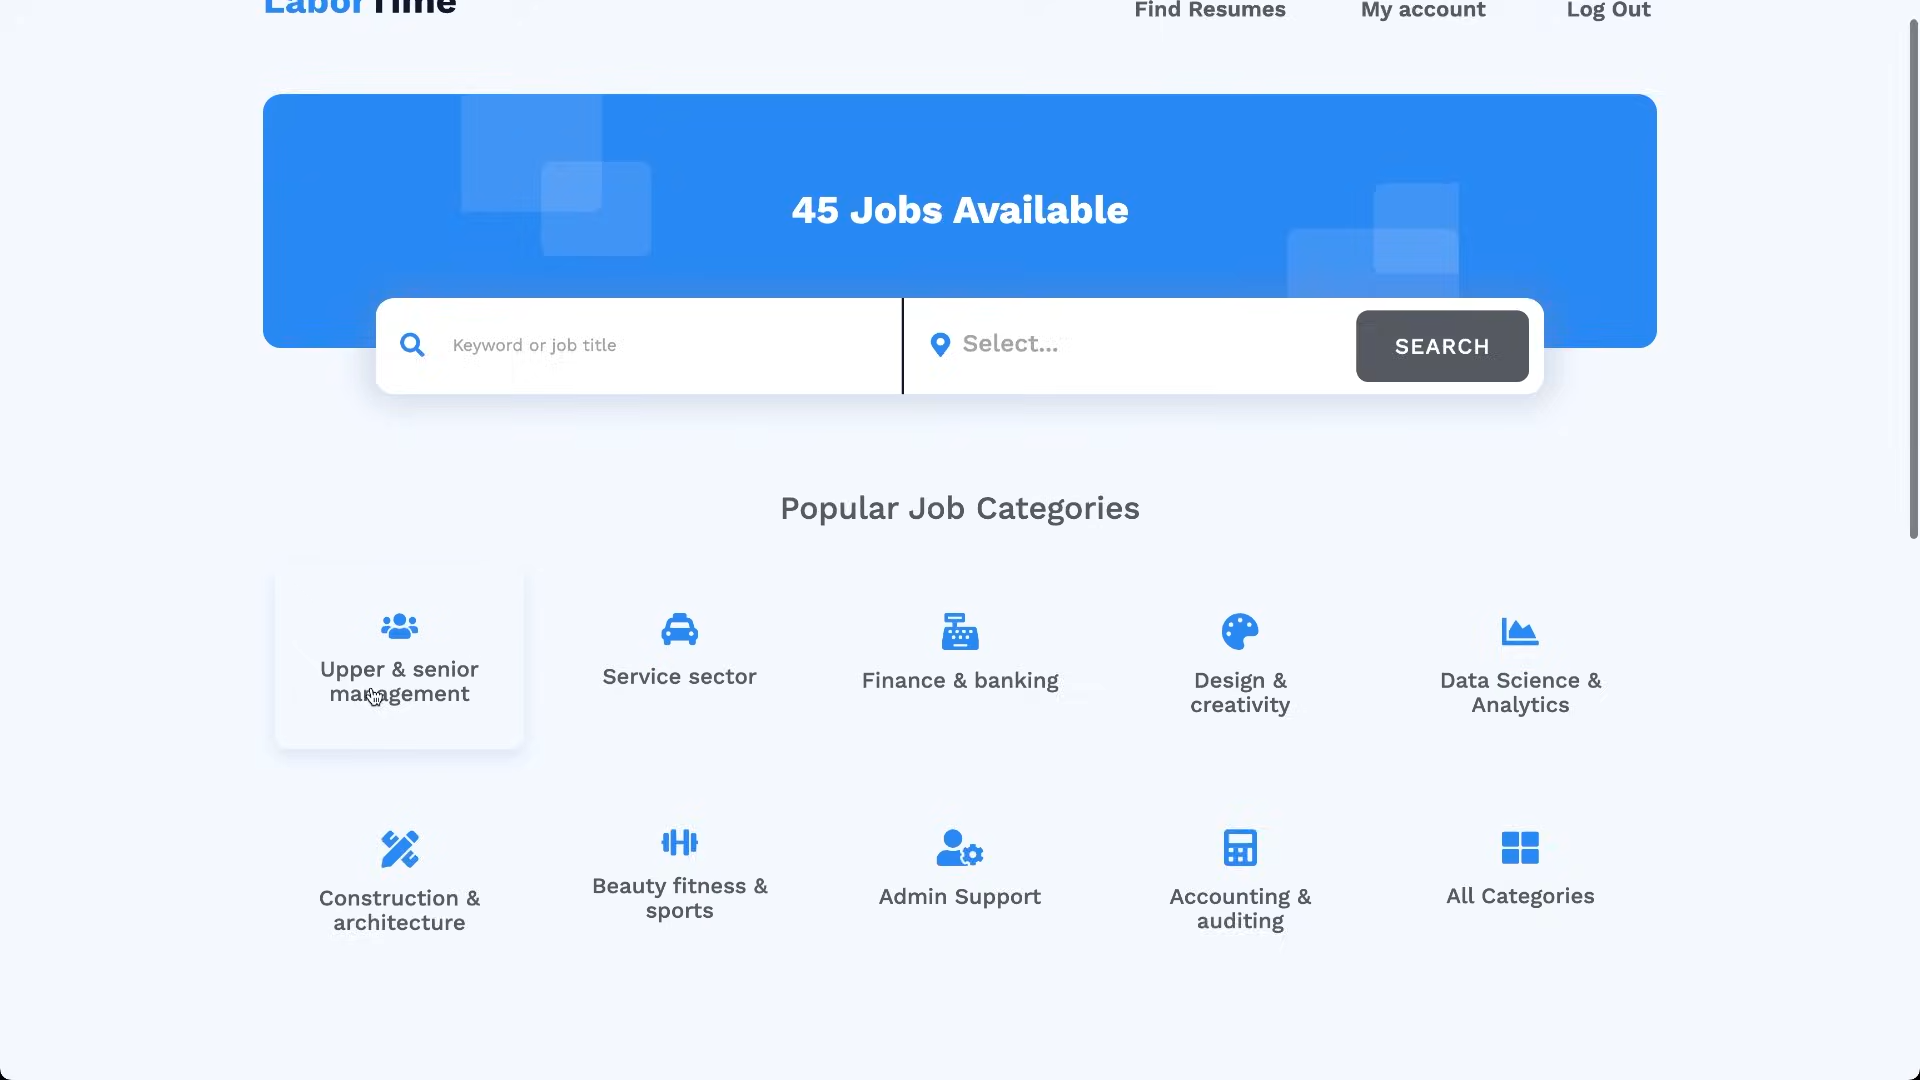 LaborTime
Find Resumes
My account
Log Out
45 Jobs Available
Keyword or job title
Select...
SEARCH
Popular Job Categories
Upper & senior
management
Service sector
Finance & banking
Design &
creativity
Data Science &
Analytics
Construction &
architecture
Beauty fitness &
sports
Admin Support
Accounting &
auditing
All Categories